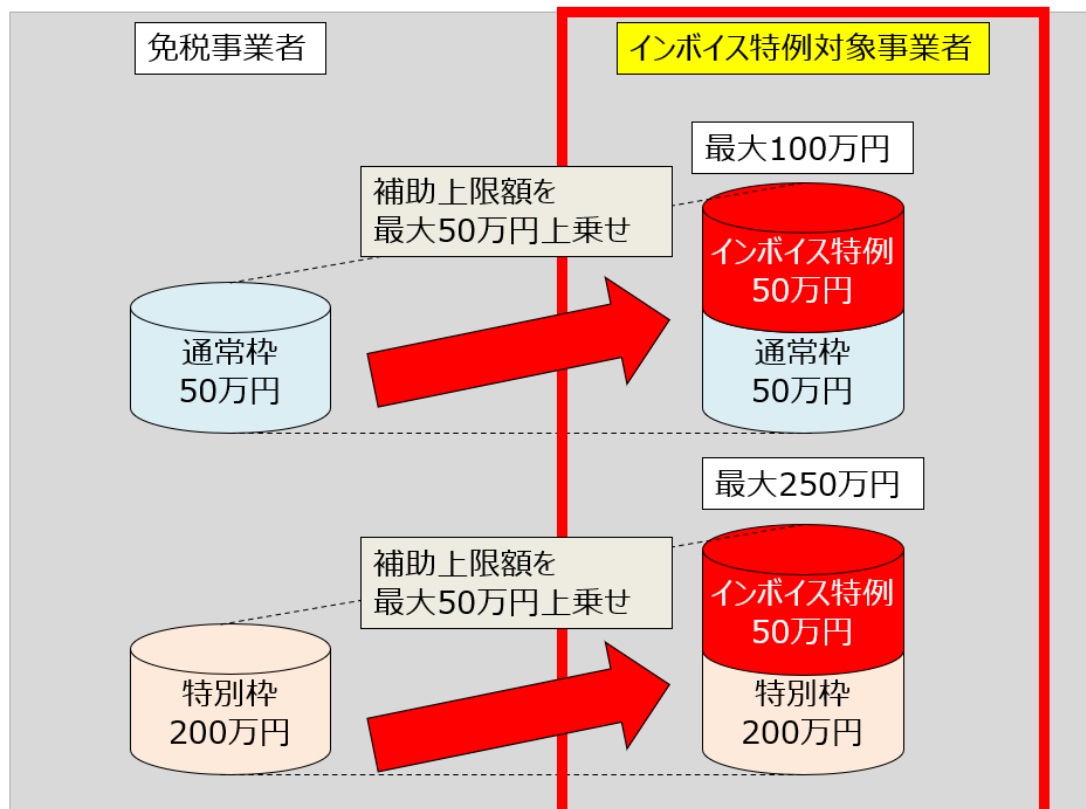 免税事業者
インボイス特例対象事業者
最大100万円
補助上限額を
最大50万円上乗せ
インボイス特例
50万円
通常枠
50万円
通常枠
50万円
最大250万円
補助上限額を
最大50万円上乗せ
インボイス特例
50万円
特別枠
200万円
特別枠
200万円